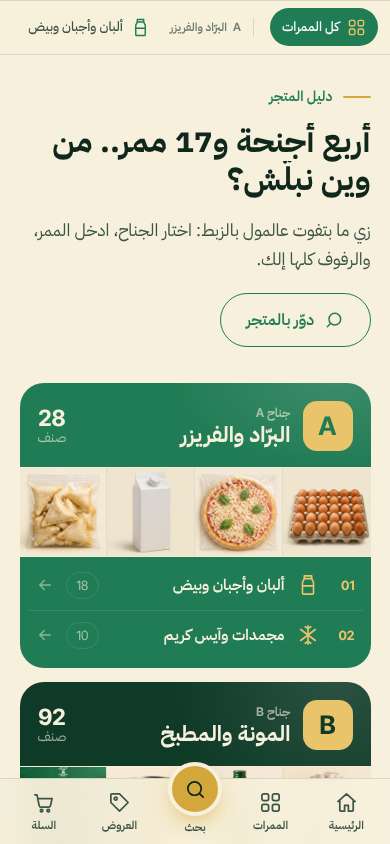 كل الممرات
A البرّاد والفريزر
ألبان وأجبان وبيض
دليل المتجر
أربع أجنحة و17 ممر.. من
وين نبلّش؟
زي ما بتفوت عالمول بالزبط: اختار الجناح، ادخل الممر،
والرفوف كلها إلك.
دوّر بالمتجر
A
جناح A
البرّاد والفريزر
28
صنف
01 ألبان وأجبان وبيض 18
02 مجمدات وآيس كريم 10
B
جناح B
المونة والمطبخ
92
صنف
الرئيسية
الممرات
بحث
العروض
السلة